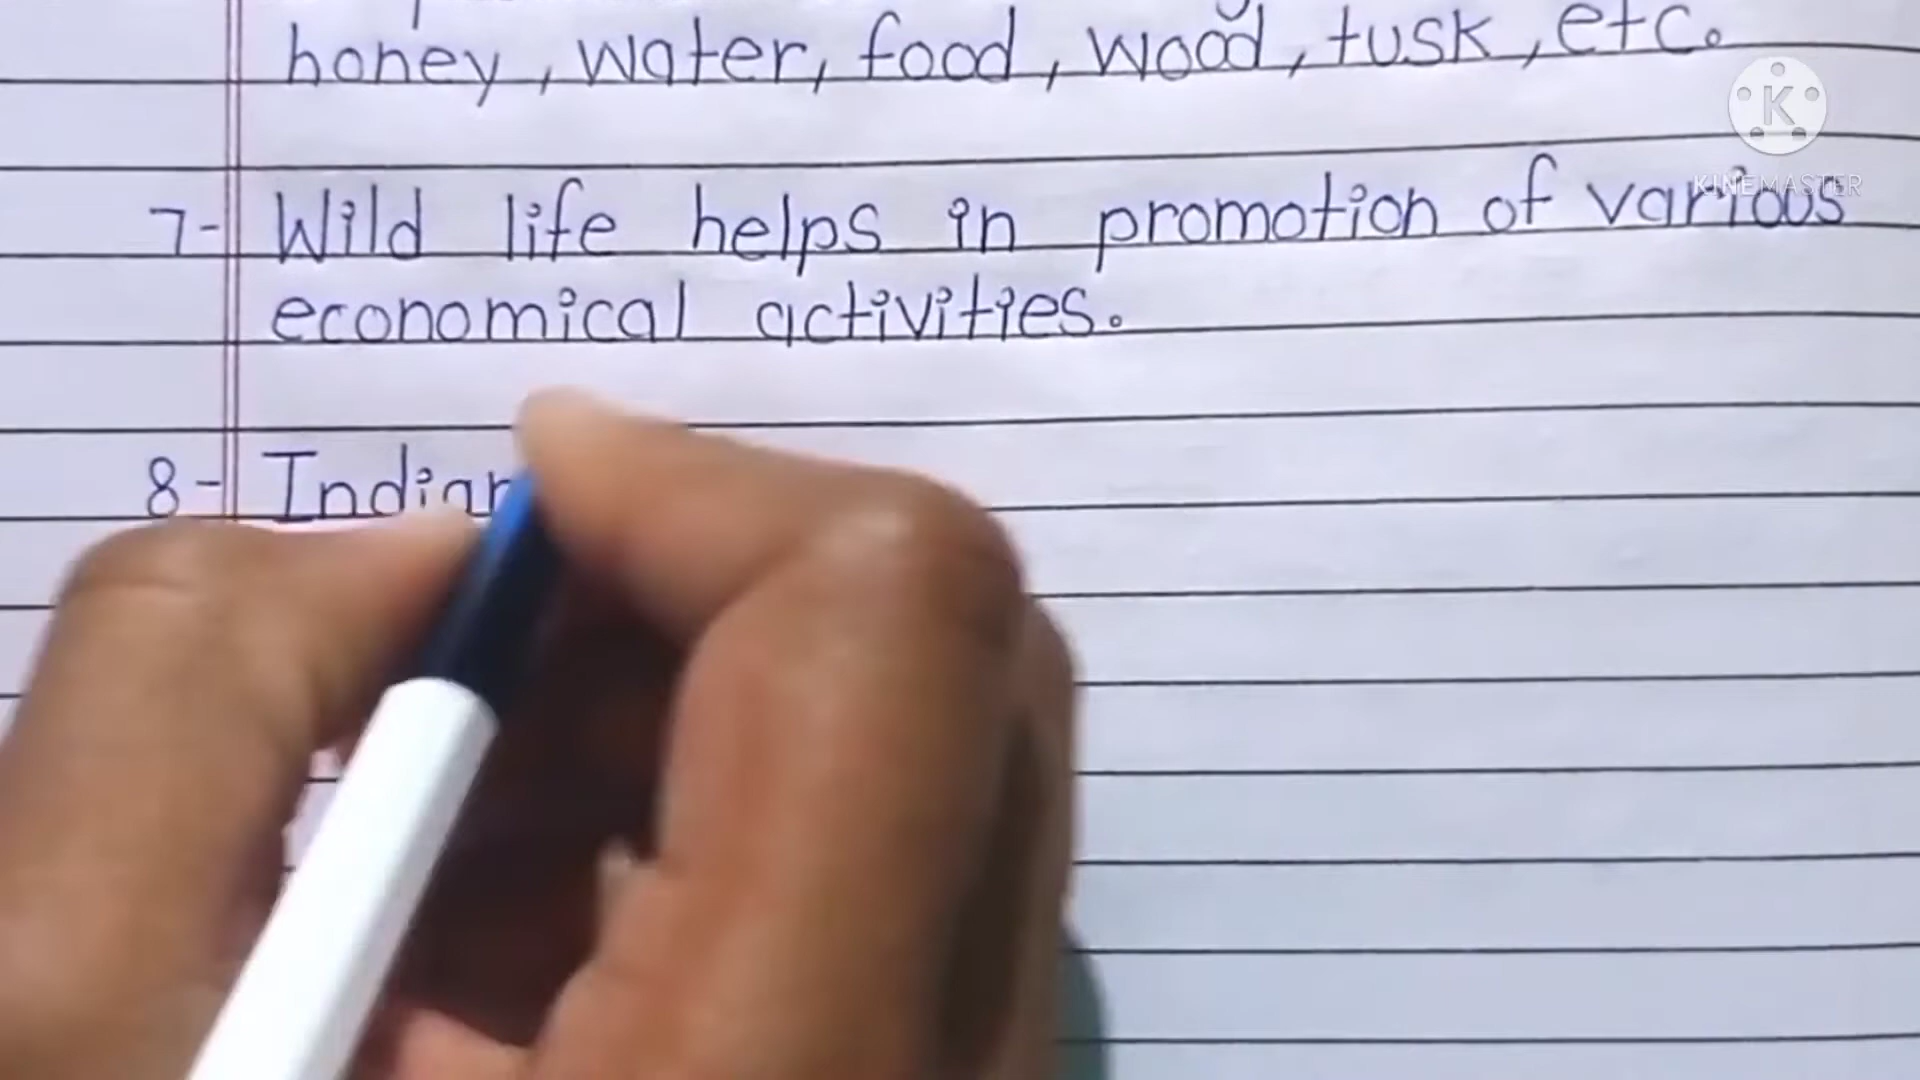 honey, water, food, wood, tusk, etc.
K
KINEMASTER
7- Wild life helps in promotion of various
economical activities.
8- Indian